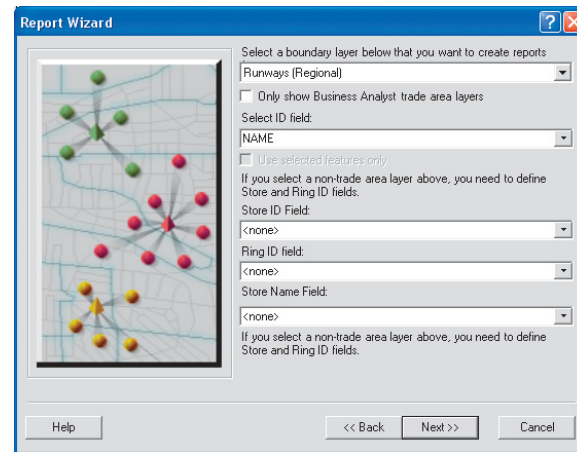 Report Wizard
Select a boundary layer below that you want to create reports
Runways (Regional)
Only show Business Analyst trade area layers
Select ID field:
NAME
Use selected features only
If you select a non-trade area layer above, you need to define
Store and Ring ID fields.
Store ID Field:
<none>
Ring ID field:
<none>
Store Name Field:
<none>
If you select a non-trade area layer above, you need to define
Store and Ring ID fields.
Help
<< Back
Next >>
Cancel